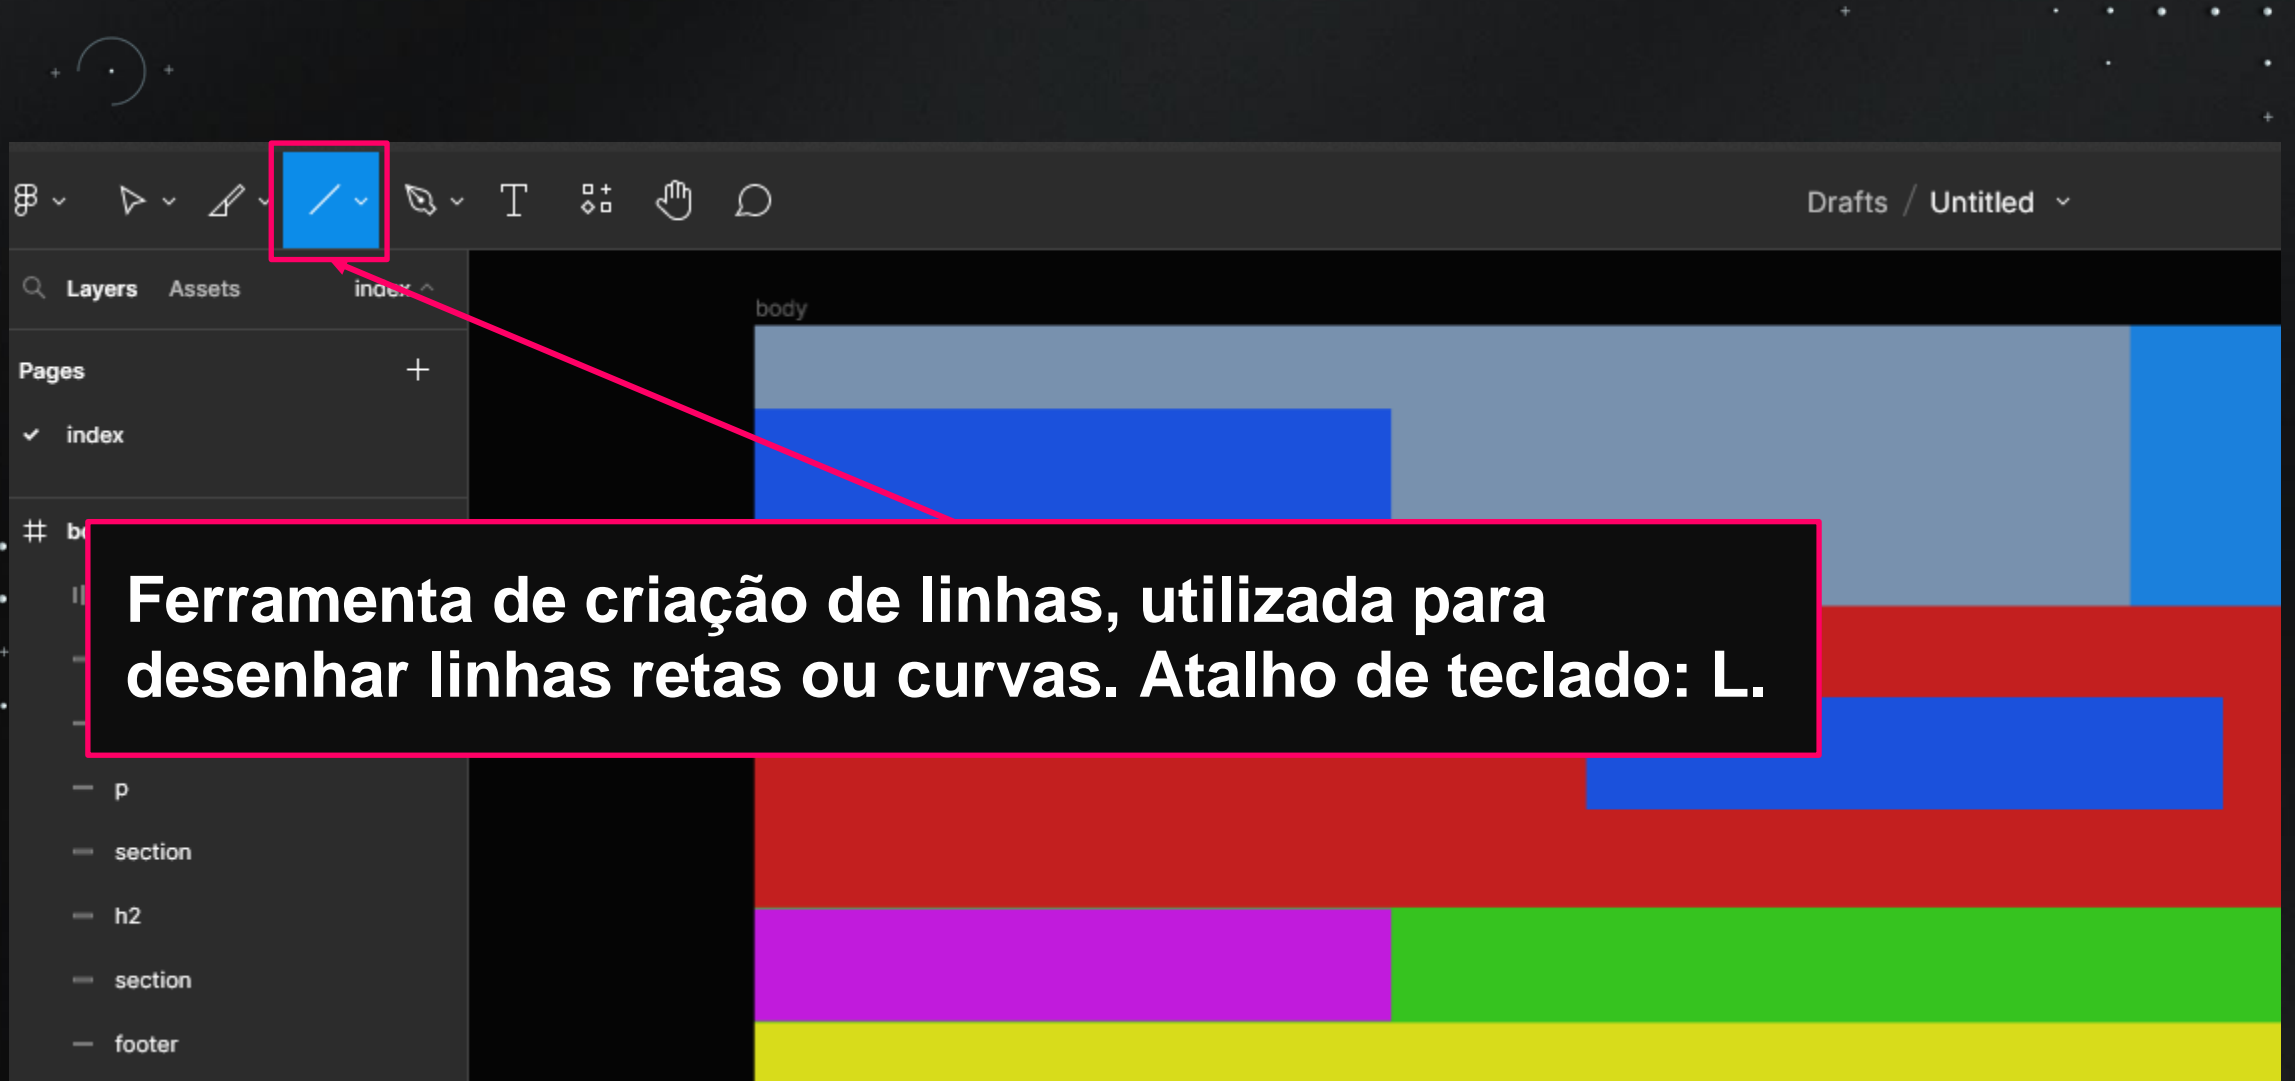 Drafts / Untitled
Layers Assets index
body
Pages
index
Ferramenta de criação de linhas, utilizada para
desenhar linhas retas ou curvas. Atalho de teclado: L.
p
section
h2
section
footer